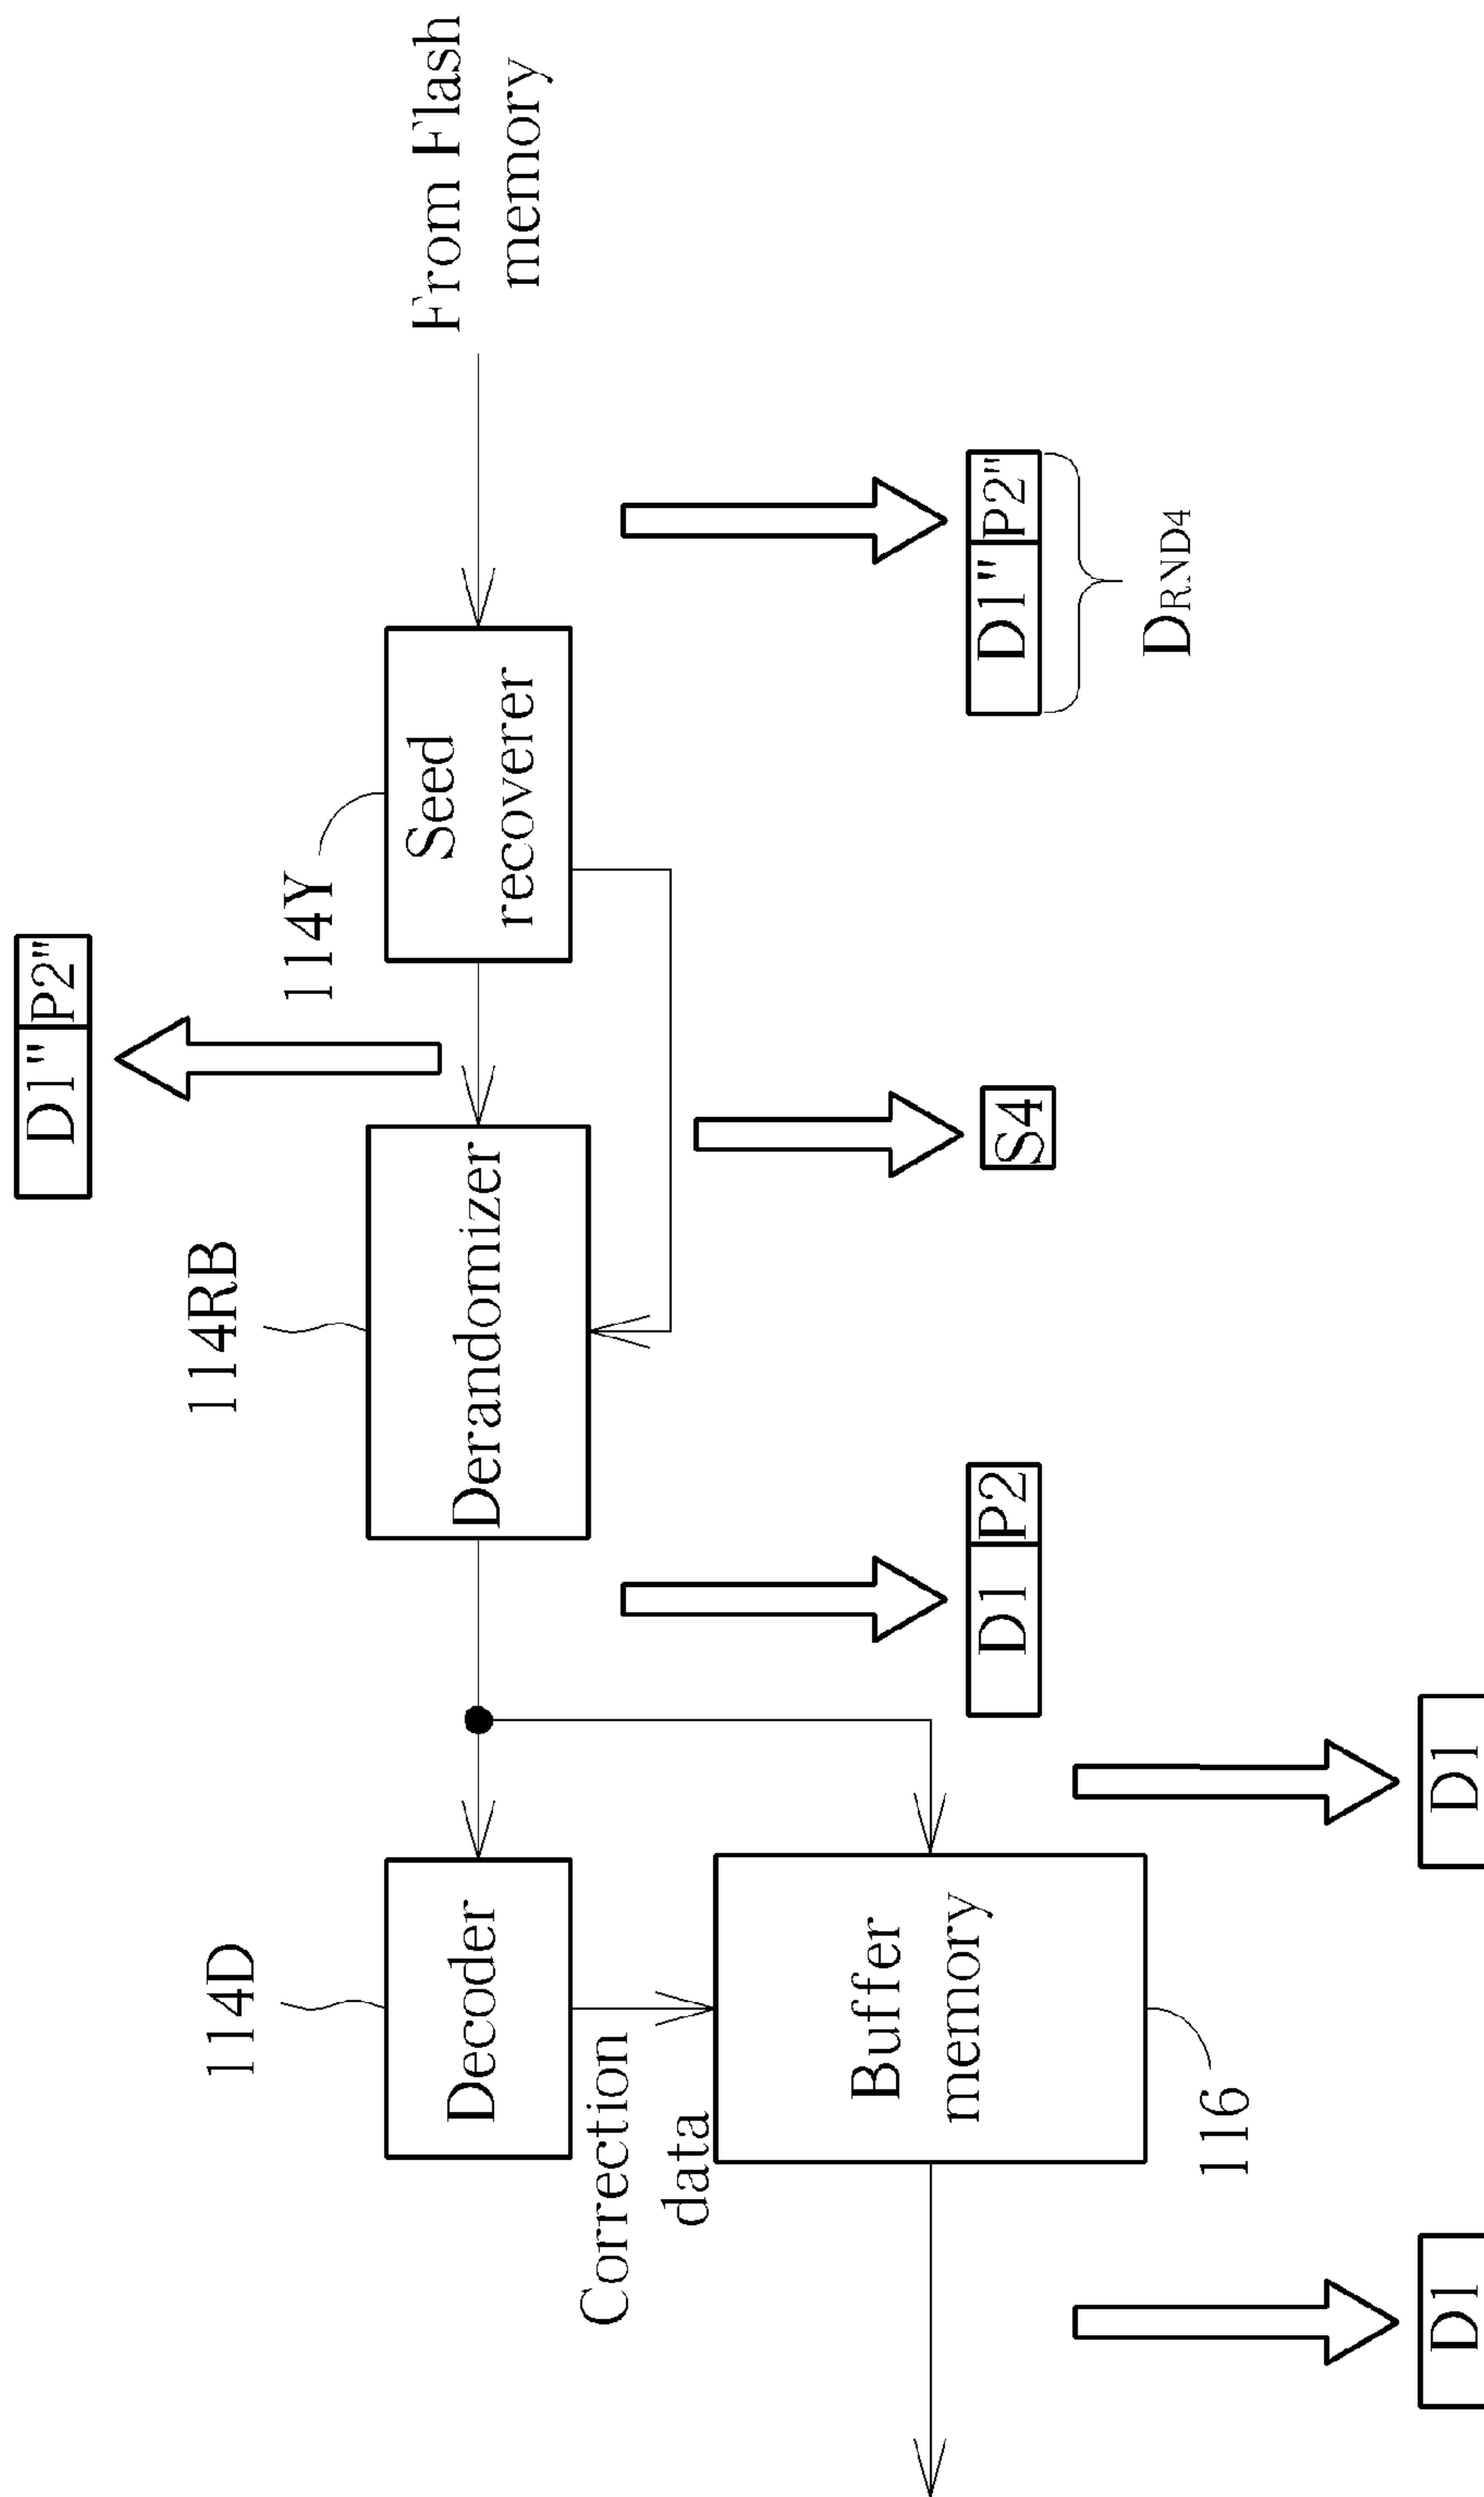 D1" P2"
114D
114RB
114Y
Decoder
Derandomizer
Seed
recoverer
From Flash
memory
Correction
data
Buffer
memory
D1 P2
S4
D1" P2"
DRND4
116
D1
D1